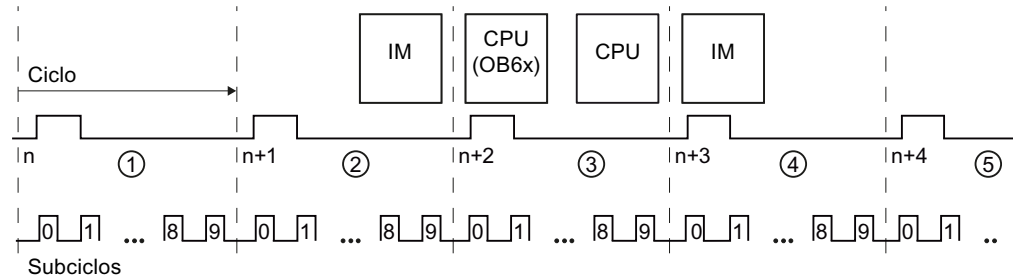 IM CPU CPU IM
(OB6x)
Ciclo
n n+1 n+2 n+3 n+4
① ② ③ ④ ⑤
0 1 ... 8 9 0 1 ... 8 9 0 1 ... 8 9 0 1 ... 8 9 0 1 ..
Subciclos